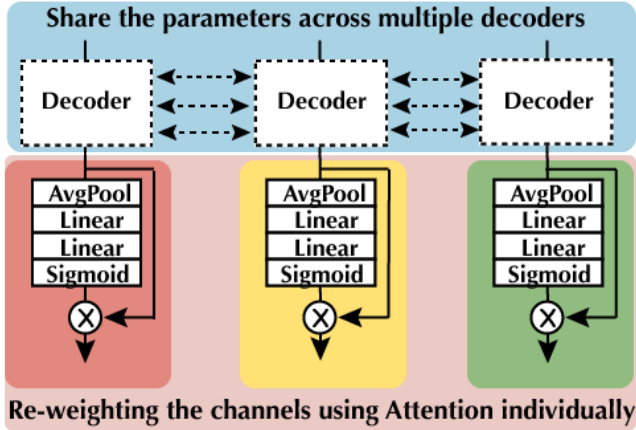 Share the parameters across multiple decoders
Decoder Decoder Decoder
AvgPool AvgPool AvgPool
Linear Linear Linear
Linear Linear Linear
Sigmoid Sigmoid Sigmoid
X X X
Re-weighting the channels using Attention individually